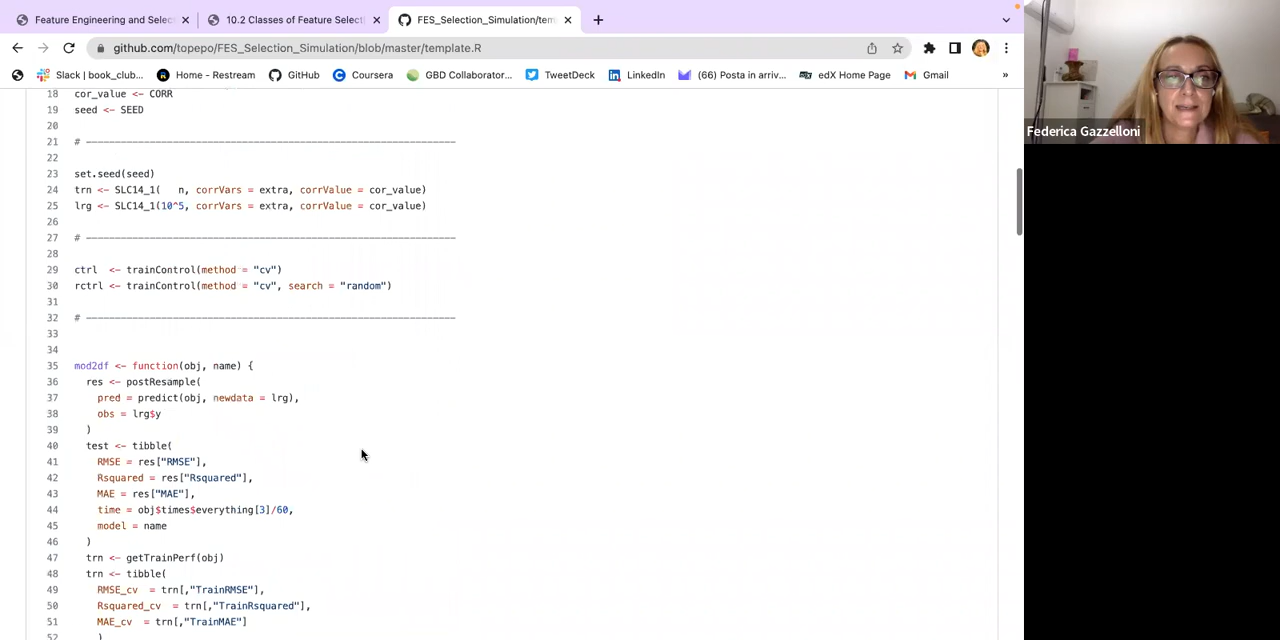 Feature Engineering and Selec
10.2 Classes of Feature Select
FES_Selection_Simulation/tem
github.com/topepo/FES_Selection_Simulation/blob/master/template.R
Slack | book_club...
Home - Restream
GitHub
Coursera
GBD Collaborator...
TweetDeck
LinkedIn
(66) Posta in arriv...
edX Home Page
Gmail
»
18 cor_value <- CORR
19 seed <- SEED
20
21 # ------------------------------------------------------------------
22
23 set.seed(seed)
24 trn <- SLC14_1(   n, corrVars = extra, corrValue = cor_value)
25 lrg <- SLC14_1(10^5, corrVars = extra, corrValue = cor_value)
26
27 # ------------------------------------------------------------------
28
29 ctrl  <- trainControl(method = "cv")
30 rctrl <- trainControl(method = "cv", search = "random")
31
32 # ------------------------------------------------------------------
33
34
35 mod2df <- function(obj, name) {
36   res <- postResample(
37     pred = predict(obj, newdata = lrg),
38     obs = lrg$y
39   )
40   test <- tibble(
41     RMSE = res["RMSE"],
42     Rsquared = res["Rsquared"],
43     MAE = res["MAE"],
44     time = obj$times$everything[3]/60,
45     model = name
46   )
47   trn <- getTrainPerf(obj)
48   trn <- tibble(
49     RMSE_cv  = trn[,"TrainRMSE"],
50     Rsquared_cv  = trn[,"TrainRsquared"],
51     MAE_cv  = trn[,"TrainMAE"]
52     )
Federica Gazzelloni